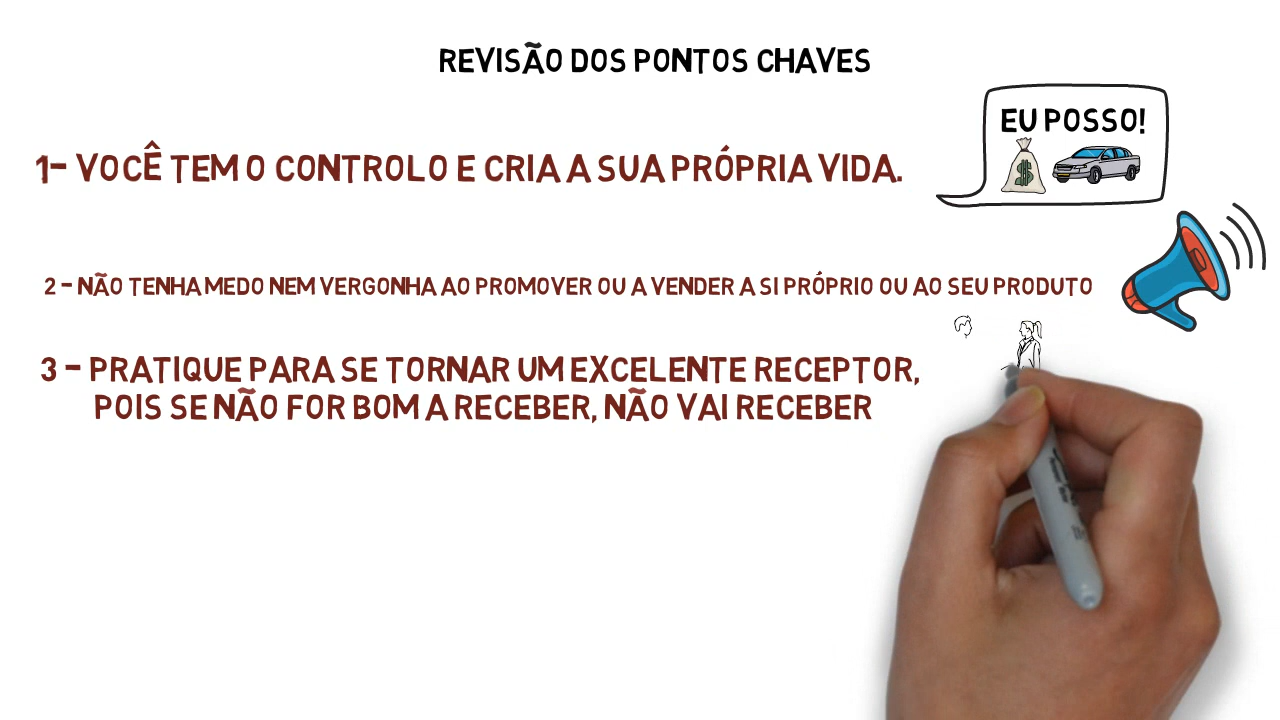 REVISÃO DOS PONTOS CHAVES
EU POSSO!
1- VOCÊ TEM O CONTROLO E CRIA A SUA PRÓPRIA VIDA.
2 - NÃO TENHA MEDO NEM VERGONHA AO PROMOVER OU A VENDER A SI PRÓPRIO OU AO SEU PRODUTO
3 - PRATIQUE PARA SE TORNAR UM EXCELENTE RECEPTOR,
POIS SE NÃO FOR BOM A RECEBER, NÃO VAI RECEBER